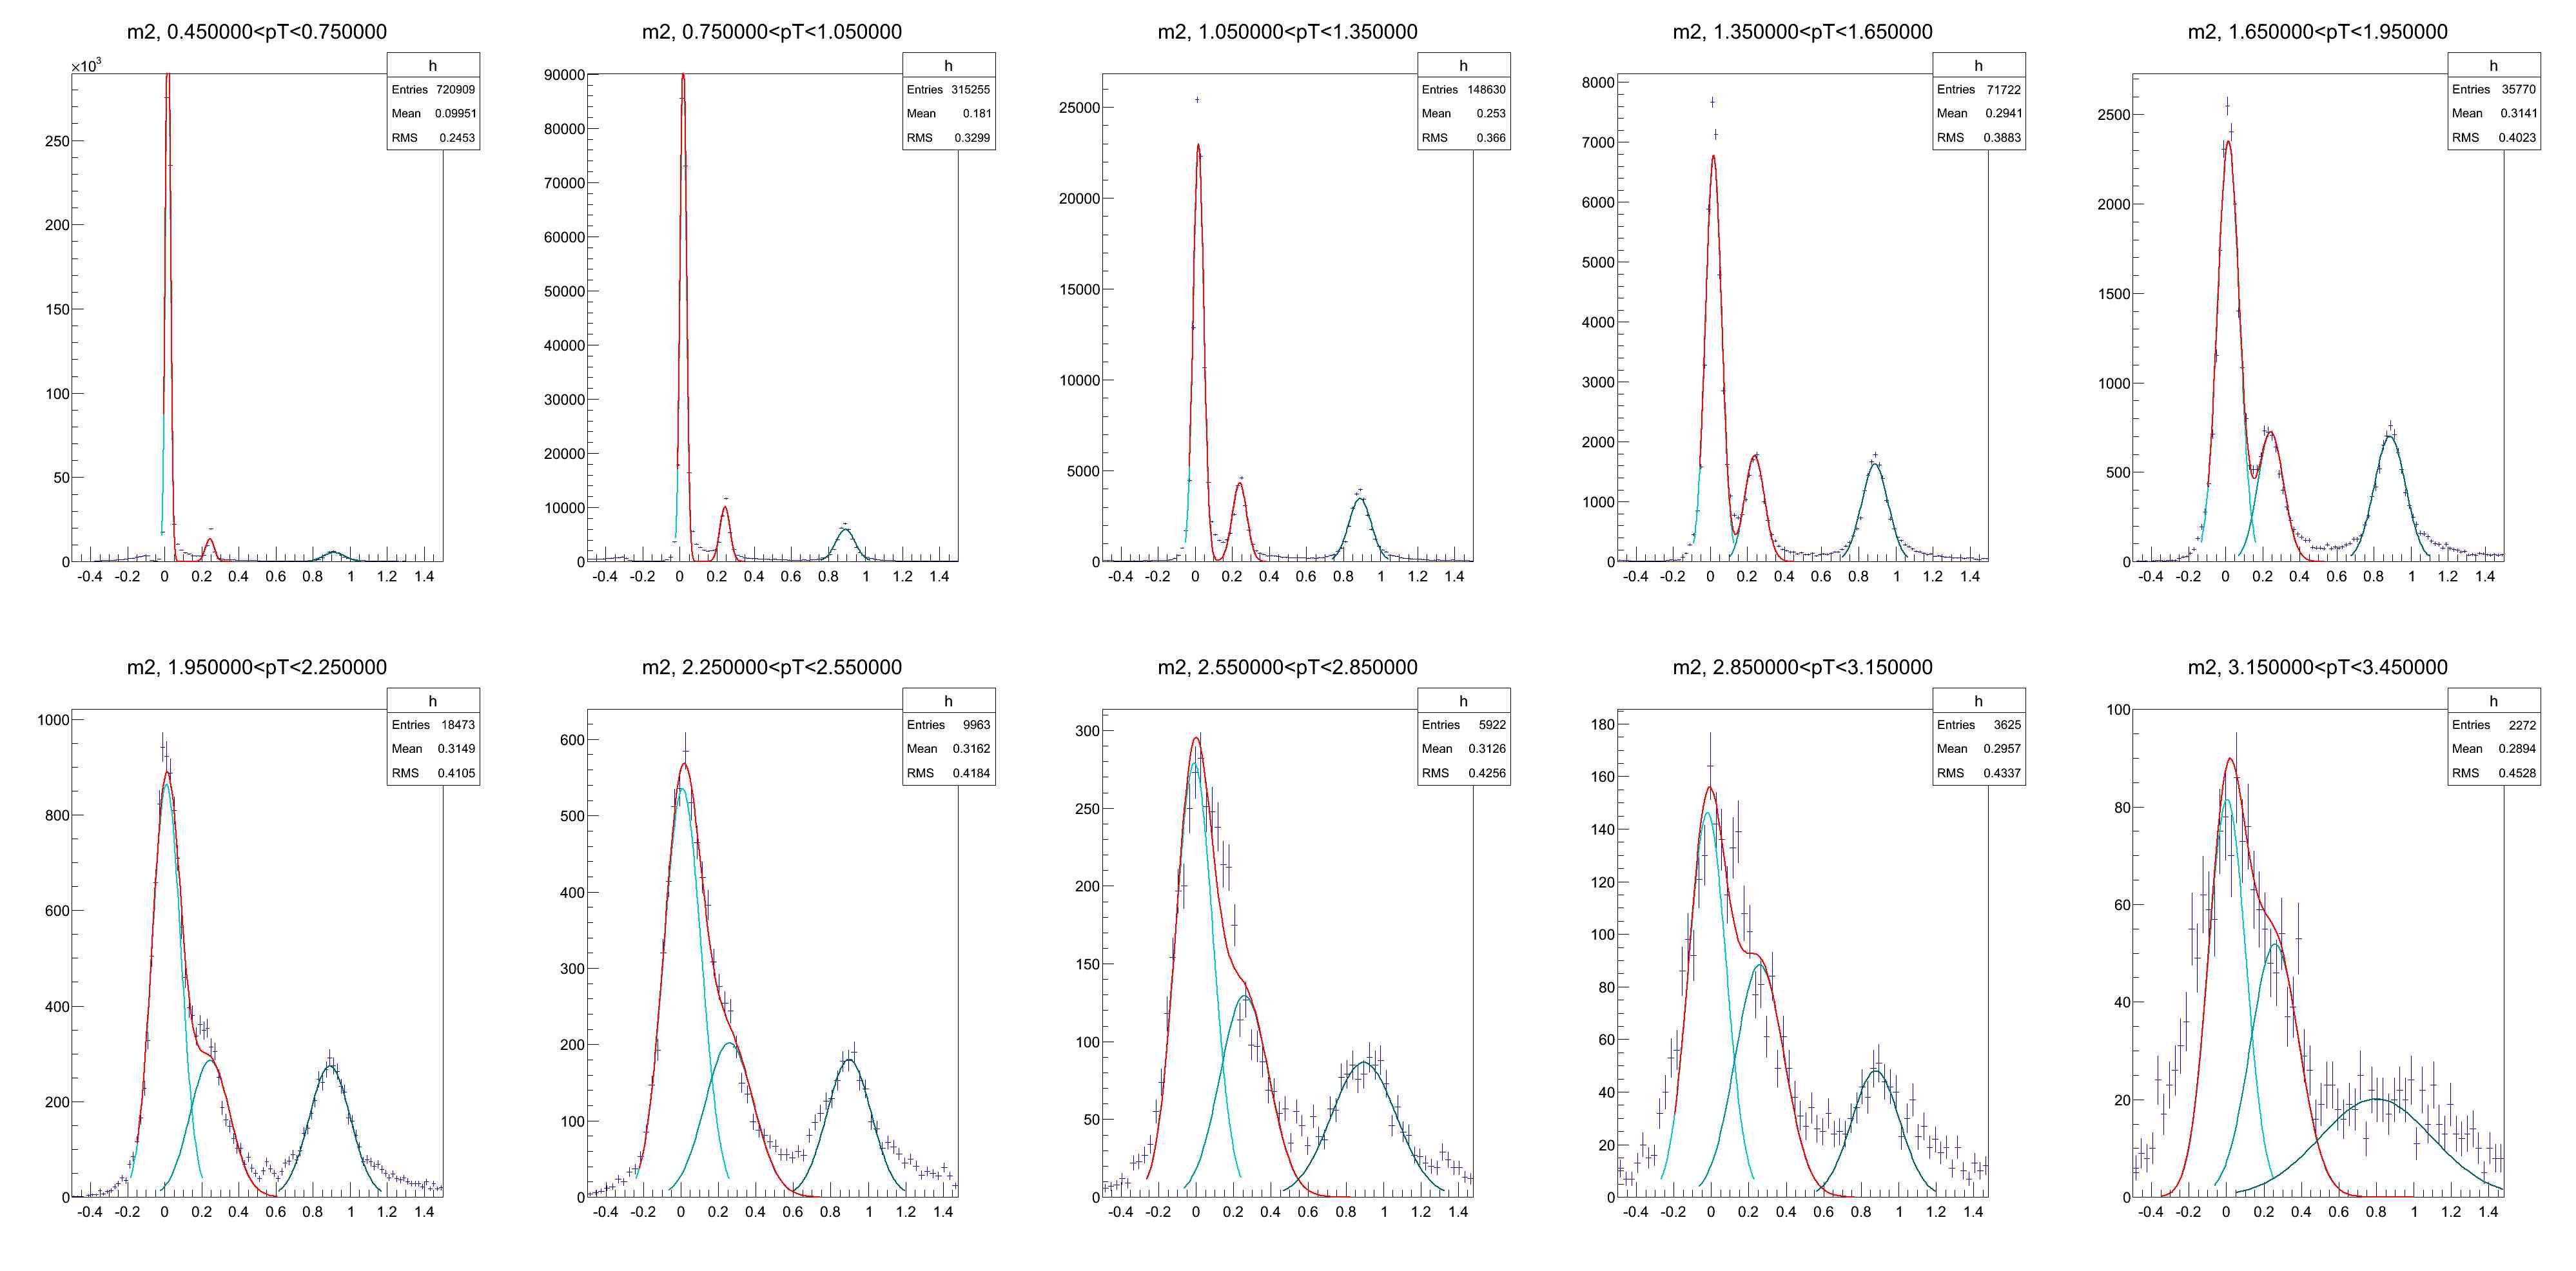 m2, 0.450000<pT<0.750000
×10³
h
Entries 720909
Mean 0.09951
RMS 0.2453
250
200
150
100
50
0
-0.4 -0.2 0 0.2 0.4 0.6 0.8 1 1.2 1.4
m2, 0.750000<pT<1.050000
h
Entries 315255
Mean 0.181
RMS 0.3299
90000
80000
70000
60000
50000
40000
30000
20000
10000
0
-0.4 -0.2 0 0.2 0.4 0.6 0.8 1 1.2 1.4
m2, 1.050000<pT<1.350000
h
Entries 148630
Mean 0.253
RMS 0.366
25000
20000
15000
10000
5000
0
-0.4 -0.2 0 0.2 0.4 0.6 0.8 1 1.2 1.4
m2, 1.350000<pT<1.650000
h
Entries 71722
Mean 0.2941
RMS 0.3883
8000
7000
6000
5000
4000
3000
2000
1000
0
-0.4 -0.2 0 0.2 0.4 0.6 0.8 1 1.2 1.4
m2, 1.650000<pT<1.950000
h
Entries 35770
Mean 0.3141
RMS 0.4023
2500
2000
1500
1000
500
0
-0.4 -0.2 0 0.2 0.4 0.6 0.8 1 1.2 1.4
m2, 1.950000<pT<2.250000
h
Entries 18473
Mean 0.3149
RMS 0.4105
1000
800
600
400
200
0
-0.4 -0.2 0 0.2 0.4 0.6 0.8 1 1.2 1.4
m2, 2.250000<pT<2.550000
h
Entries 9963
Mean 0.3162
RMS 0.4184
600
500
400
300
200
100
0
-0.4 -0.2 0 0.2 0.4 0.6 0.8 1 1.2 1.4
m2, 2.550000<pT<2.850000
h
Entries 5922
Mean 0.3126
RMS 0.4256
300
250
200
150
100
50
0
-0.4 -0.2 0 0.2 0.4 0.6 0.8 1 1.2 1.4
m2, 2.850000<pT<3.150000
h
Entries 3625
Mean 0.2957
RMS 0.4337
180
160
140
120
100
80
60
40
20
0
-0.4 -0.2 0 0.2 0.4 0.6 0.8 1 1.2 1.4
m2, 3.150000<pT<3.450000
h
Entries 2272
Mean 0.2894
RMS 0.4528
100
80
60
40
20
0
-0.4 -0.2 0 0.2 0.4 0.6 0.8 1 1.2 1.4